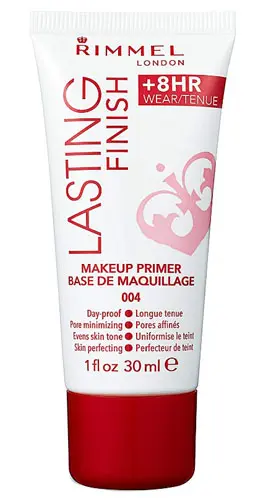 RIMMEL
LONDON
+8HR
WEAR/TENUE
LASTING
FINISH
MAKEUP PRIMER
BASE DE MAQUILLAGE
004
Day-proof ● Longue tenue
Pore minimizing ● Pores affinés
Evens skin tone ● Uniformise le teint
Skin perfecting ● Perfecteur de teint
1 fl oz 30 ml e